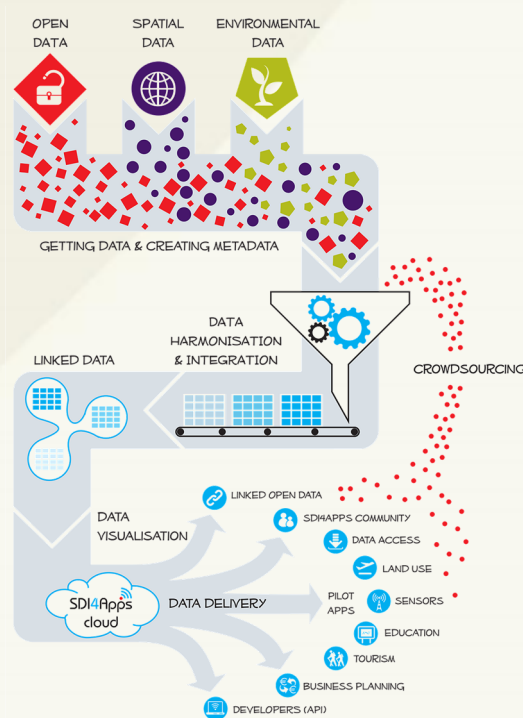 OPEN
DATA
SPATIAL
DATA
ENVIRONMENTAL
DATA
GETTING DATA & CREATING METADATA
DATA
HARMONISATION
& INTEGRATION
LINKED DATA
CROWDSOURCING
LINKED OPEN DATA
SDI4APPS COMMUNITY
DATA
VISUALISATION
DATA ACCESS
LAND USE
SDI4Apps
cloud
DATA DELIVERY
PILOT
APPS
SENSORS
EDUCATION
TOURISM
BUSINESS PLANNING
DEVELOPERS (API)